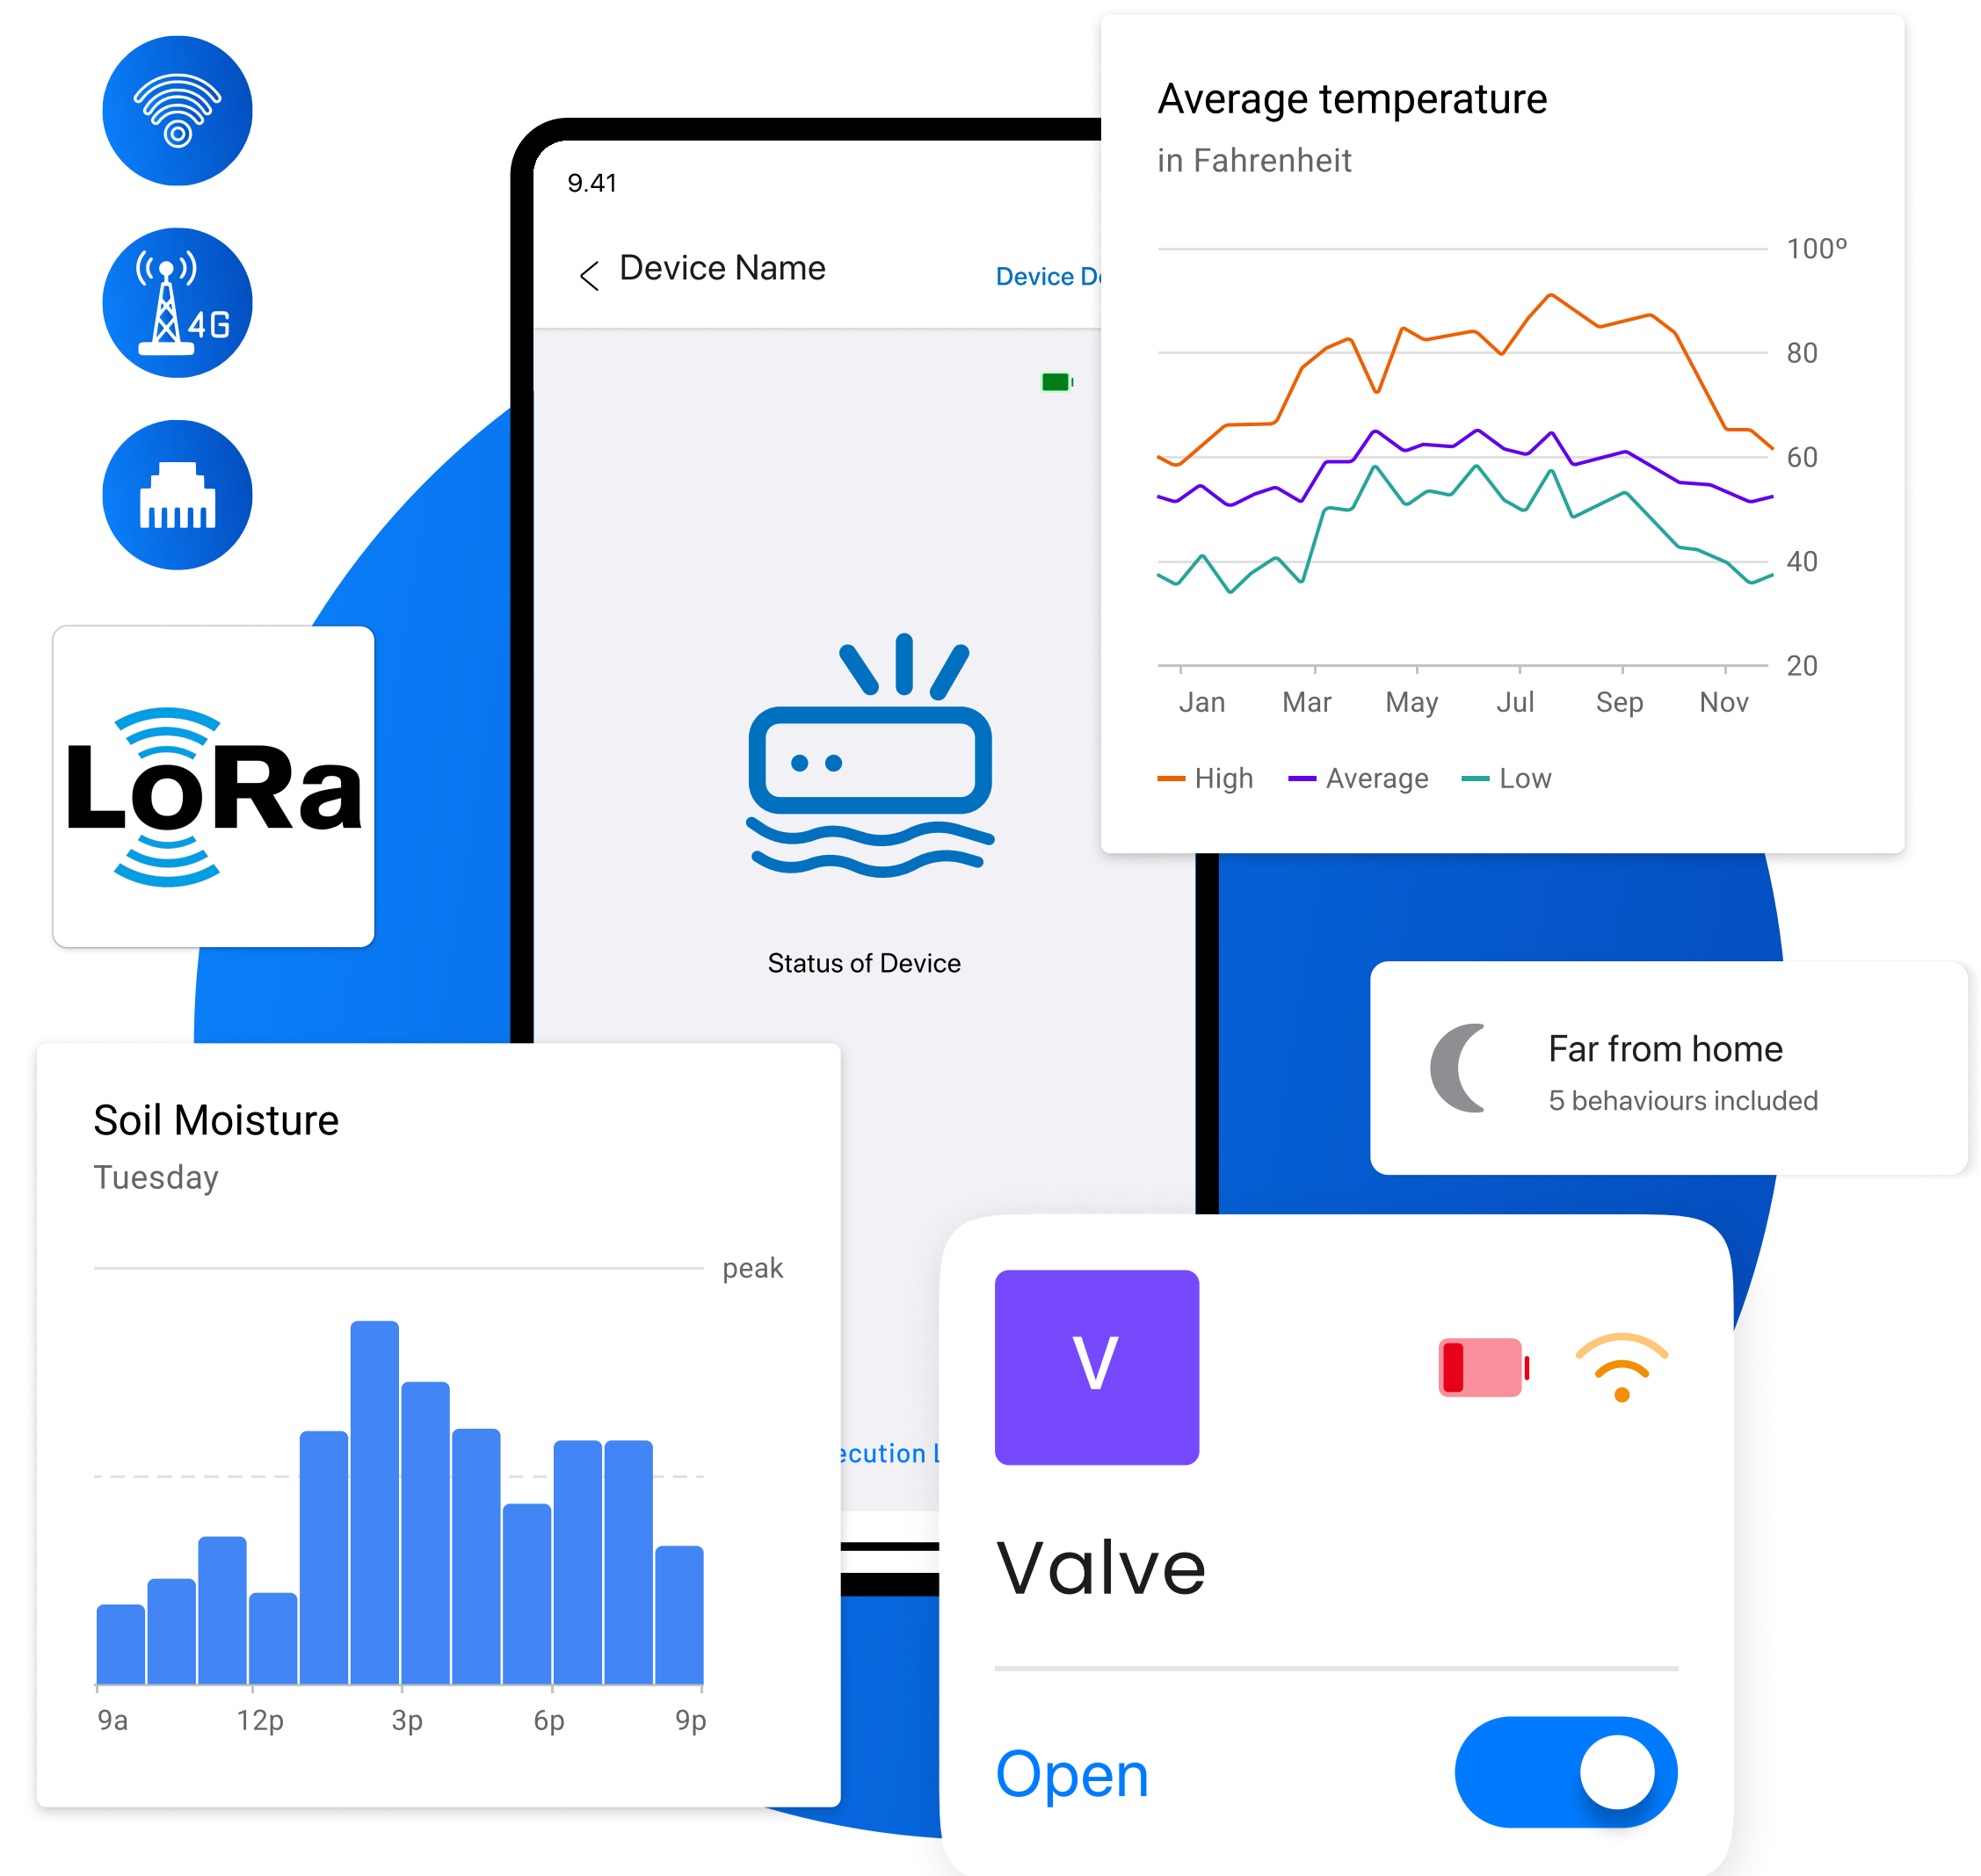 4G
LoRa
9.41
Device Name
Device
Status of Device
Average temperature
in Fahrenheit
100º
80
60
40
20
Jan Mar May Jul Sep Nov
High Average Low
Far from home
5 behaviours included
Soil Moisture
Tuesday
peak
9a 12p 3p 6p 9p
V
Valve
Open